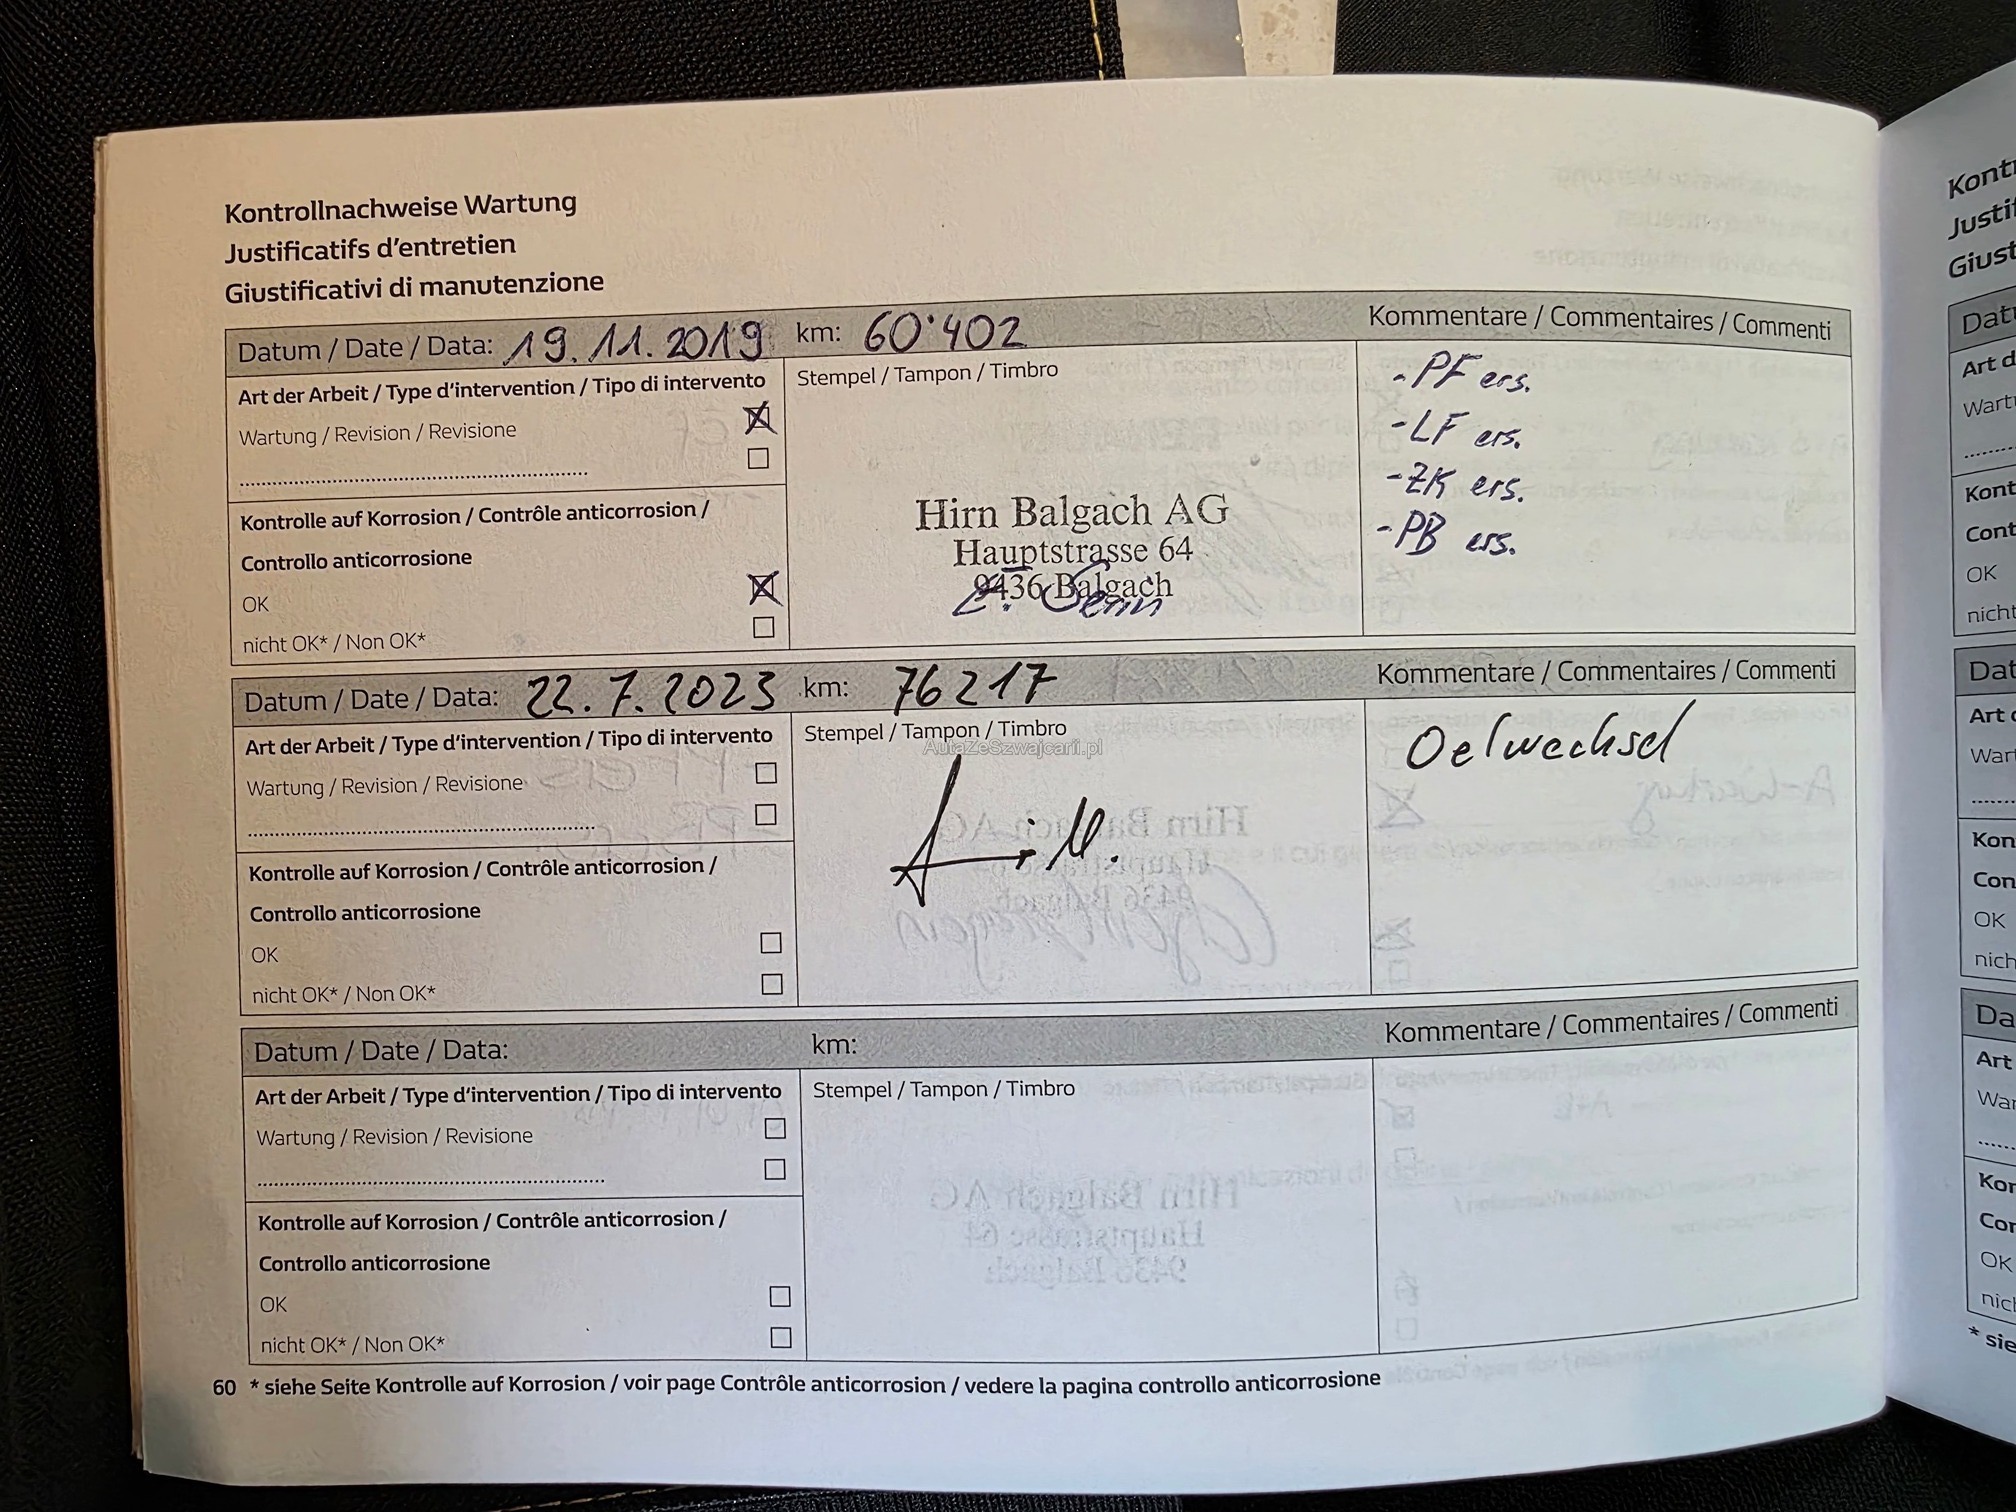 Kontrollnachweise Wartung
Justificatifs d'entretien
Giustificativi di manutenzione
Datum / Date / Data: 19.11.2019 km: 60'402 Kommentare / Commentaires / Commenti
Art der Arbeit / Type d'intervention / Tipo di intervento
Wartung / Revision / Revisione
Kontrolle auf Korrosion / Contrôle anticorrosion /
Controllo anticorrosione
OK
nicht OK* / Non OK*
Stempel / Tampon / Timbro
Hirn Balgach AG
Hauptstrasse 64
9436 Balgach
- PF ers.
- LF ers.
- ZK ers.
- PB ers.
Datum / Date / Data: 22.7.2023 km: 76217 Kommentare / Commentaires / Commenti
Art der Arbeit / Type d'intervention / Tipo di intervento
Wartung / Revision / Revisione
Kontrolle auf Korrosion / Contrôle anticorrosion /
Controllo anticorrosione
OK
nicht OK* / Non OK*
Stempel / Tampon / Timbro
AutaZeSzwajcarii.pl
Oelwechsel
Datum / Date / Data: km: Kommentare / Commentaires / Commenti
Art der Arbeit / Type d'intervention / Tipo di intervento
Wartung / Revision / Revisione
Kontrolle auf Korrosion / Contrôle anticorrosion /
Controllo anticorrosione
OK
nicht OK* / Non OK*
Stempel / Tampon / Timbro
60 * siehe Seite Kontrolle auf Korrosion / voir page Contrôle anticorrosion / vedere la pagina controllo anticorrosione